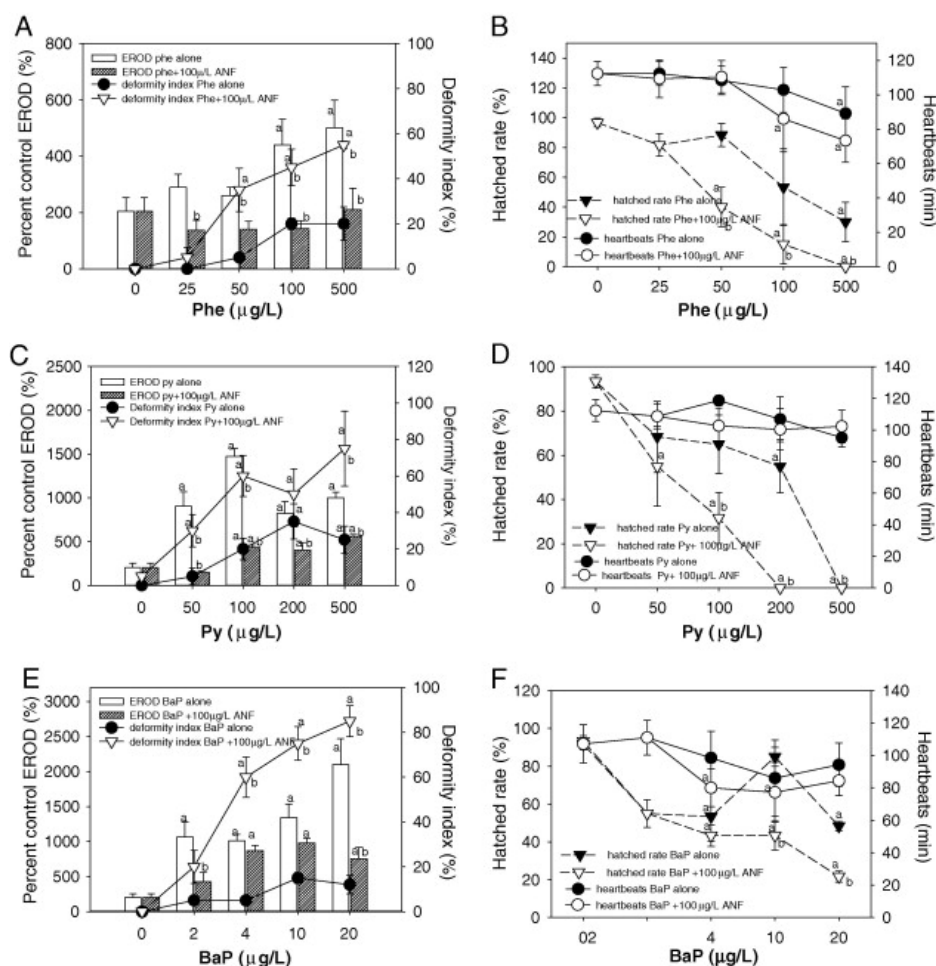 A
Percent control EROD (%)
800
600
400
200
0
EROD phe alone
EROD phe+100μ/L ANF
deformity index Phe alone
deformity index Phe+100μ/L ANF
a
b
b
a
a
a
b
a
b
a
a
b
b
100
80
60
40
20
0
Deformity index (%)
0 25 50 100 500
Phe (μg/L)
B
Hatched rate (%)
140
120
100
80
60
40
20
0
a
a
a
a
a
a
a
b
a,b
hatched rate Phe alone
hatched rate Phe+100μg/L ANF
heartbeats Phe alone
heartbeats Phe+100μg/L ANF
120
100
80
60
40
20
0
Heartbeats (min)
0 25 50 100 500
Phe (μg/L)
C
Percent control EROD (%)
2500
2000
1500
1000
500
0
EROD py alone
EROD py+100μg/L ANF
Deformity index Py alone
Deformity index Py+100μg/L ANF
a
a
b
a
b
a
a
b
a
b
a
a
a
a b
a
b
a
a b
120
100
80
60
40
20
0
Deformity index (%)
0 50 100 200 500
Py (μg/L)
D
Hatched rate (%)
100
80
60
40
20
0
a
a
a
a b
a b
hatched rate Py alone
hatched rate Py+ 100μg/L ANF
heartbeats Py alone
heartbeats Py+ 100μg/L ANF
140
120
100
80
60
40
20
0
Heartbeats (min)
0 50 100 200 500
Py (μg/L)
E
Percent control EROD (%)
3000
2500
2000
1500
1000
500
0
EROD BaP alone
EROD BaP +100μg/L ANF
deformity index BaP alone
deformity index BaP +100μg/L ANF
a
a
b
a
b
a
a
a
b
a
a
a
b
a b
100
80
60
40
20
0
Deformity index (%)
0 2 4 10 20
BaP (μg/L)
F
Hatched rate (%)
120
100
80
60
40
20
0
a
a
a
a
a
b
a
a
b
hatched rate BaP alone
hatched rate BaP +100μg/L ANF
heartbeats BaP alone
heartbeats BaP +100μg/L ANF
140
120
100
80
60
40
20
0
Heartbeats (min)
02 4 10 20
BaP (μg/L)